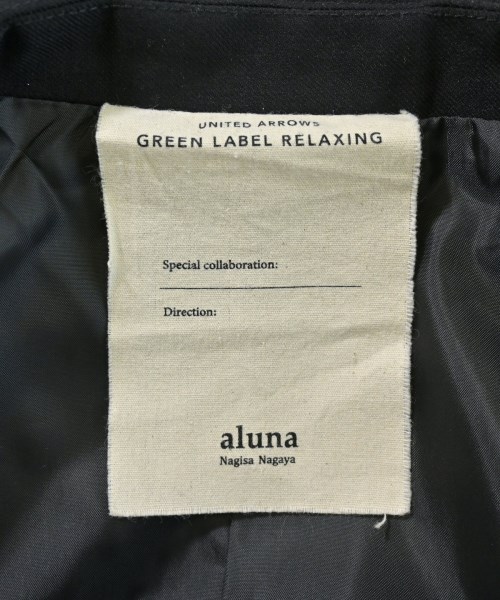 UNITED ARROWS
GREEN LABEL RELAXING
Special collaboration:
Direction:
aluna
Nagisa Nagaya